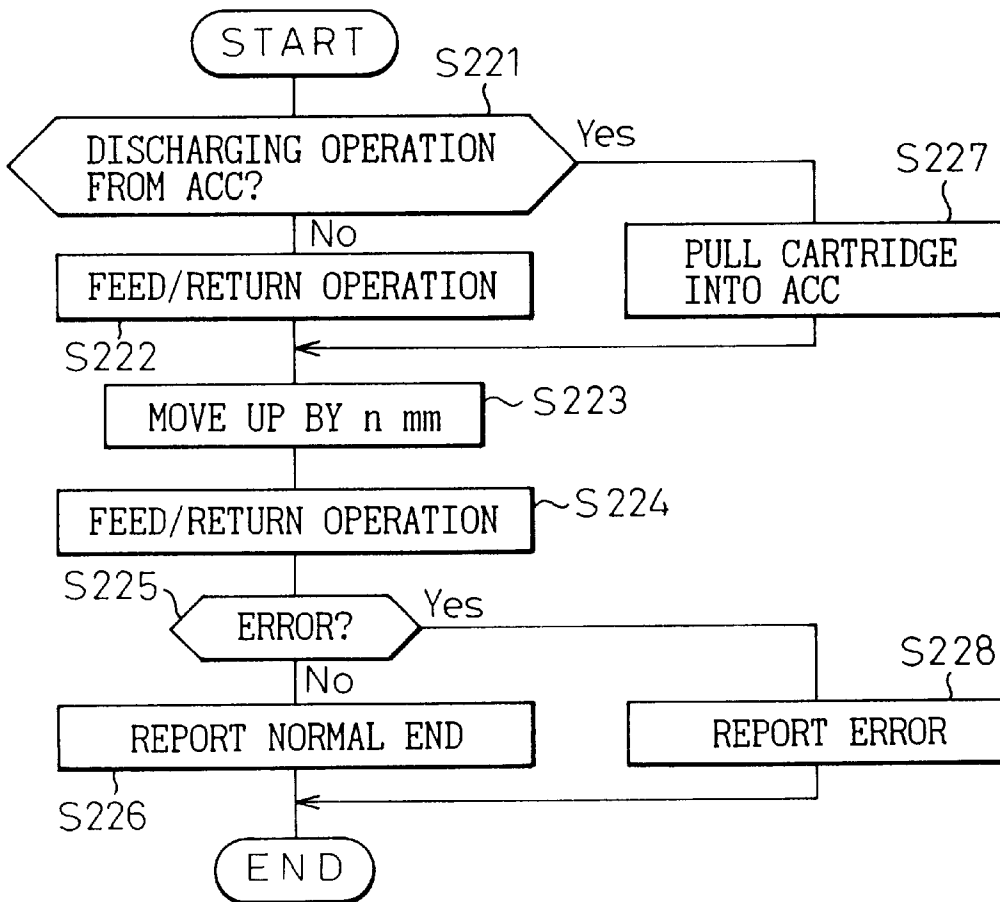 START
S221
DISCHARGING OPERATION
FROM ACC?
Yes
S227
No
PULL CARTRIDGE
INTO ACC
FEED/RETURN OPERATION
S222
MOVE UP BY n mm
S223
FEED/RETURN OPERATION
S224
S225
ERROR?
Yes
No
S228
REPORT NORMAL END
REPORT ERROR
S226
END